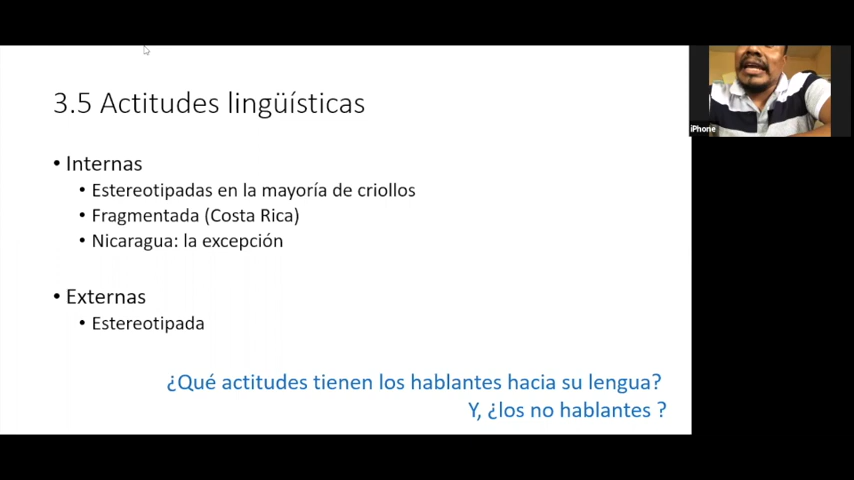 3.5 Actitudes lingüísticas
• Internas
• Estereotipadas en la mayoría de criollos
• Fragmentada (Costa Rica)
• Nicaragua: la excepción
• Externas
• Estereotipada
¿Qué actitudes tienen los hablantes hacia su lengua?
Y, ¿los no hablantes ?
iPhone